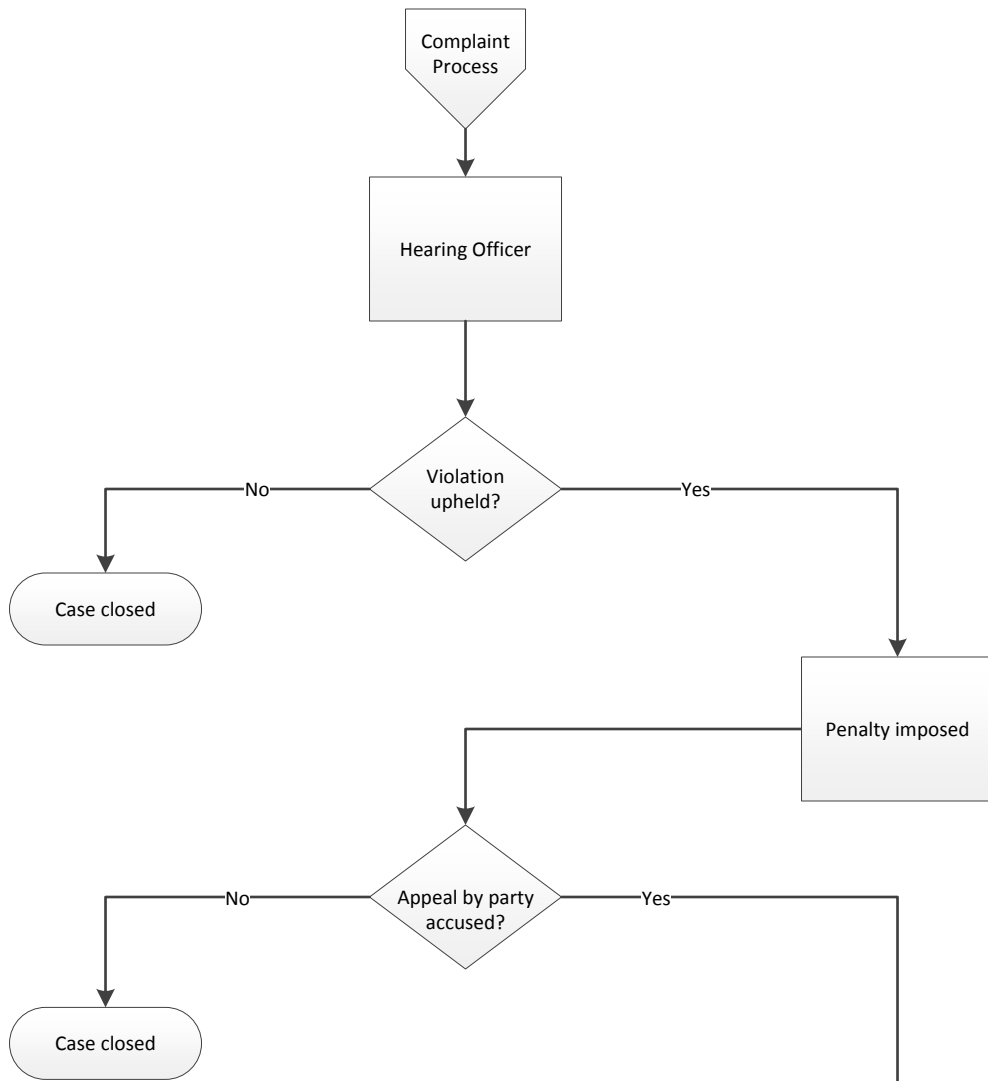 Complaint
Process
Hearing Officer
Violation
upheld?
No
Yes
Case closed
Penalty imposed
Appeal by party
accused?
No
Yes
Case closed